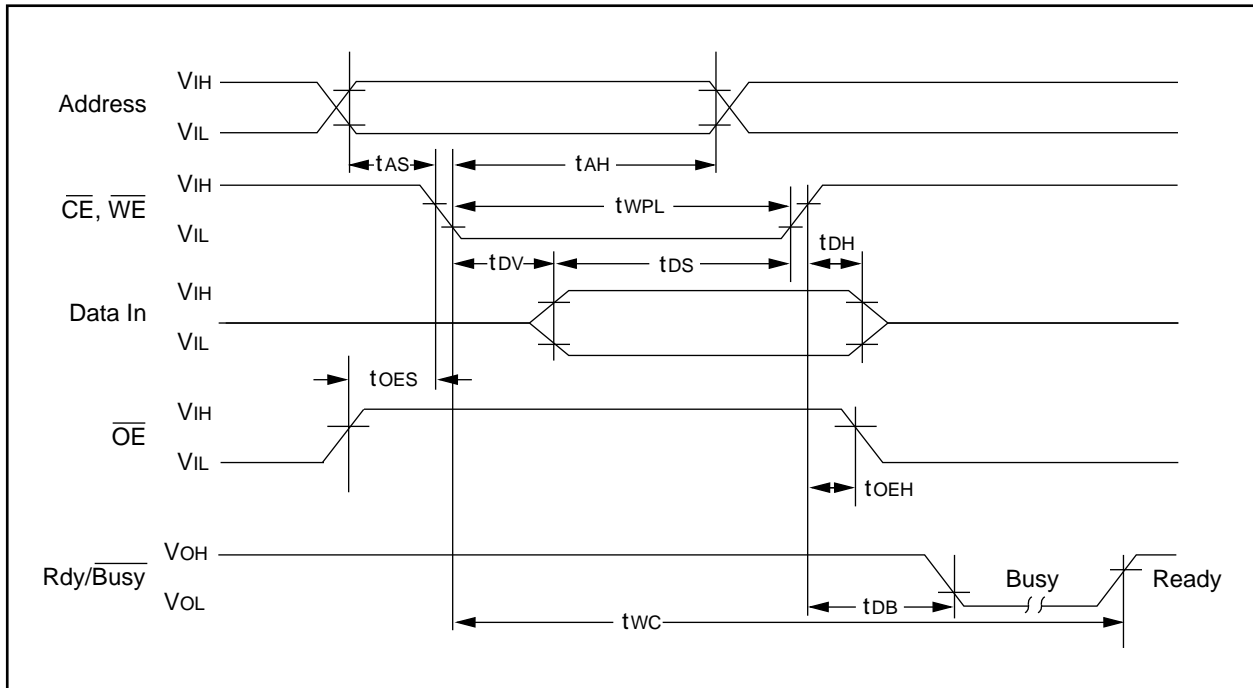 Address
VIH
VIL
tAS
tAH
CE, WE
VIH
VIL
tWPL
tDH
tDV
tDS
Data In
VIH
VIL
tOES
OE
VIH
VIL
tOEH
Rdy/Busy
VOH
VOL
Busy
Ready
tDB
tWC